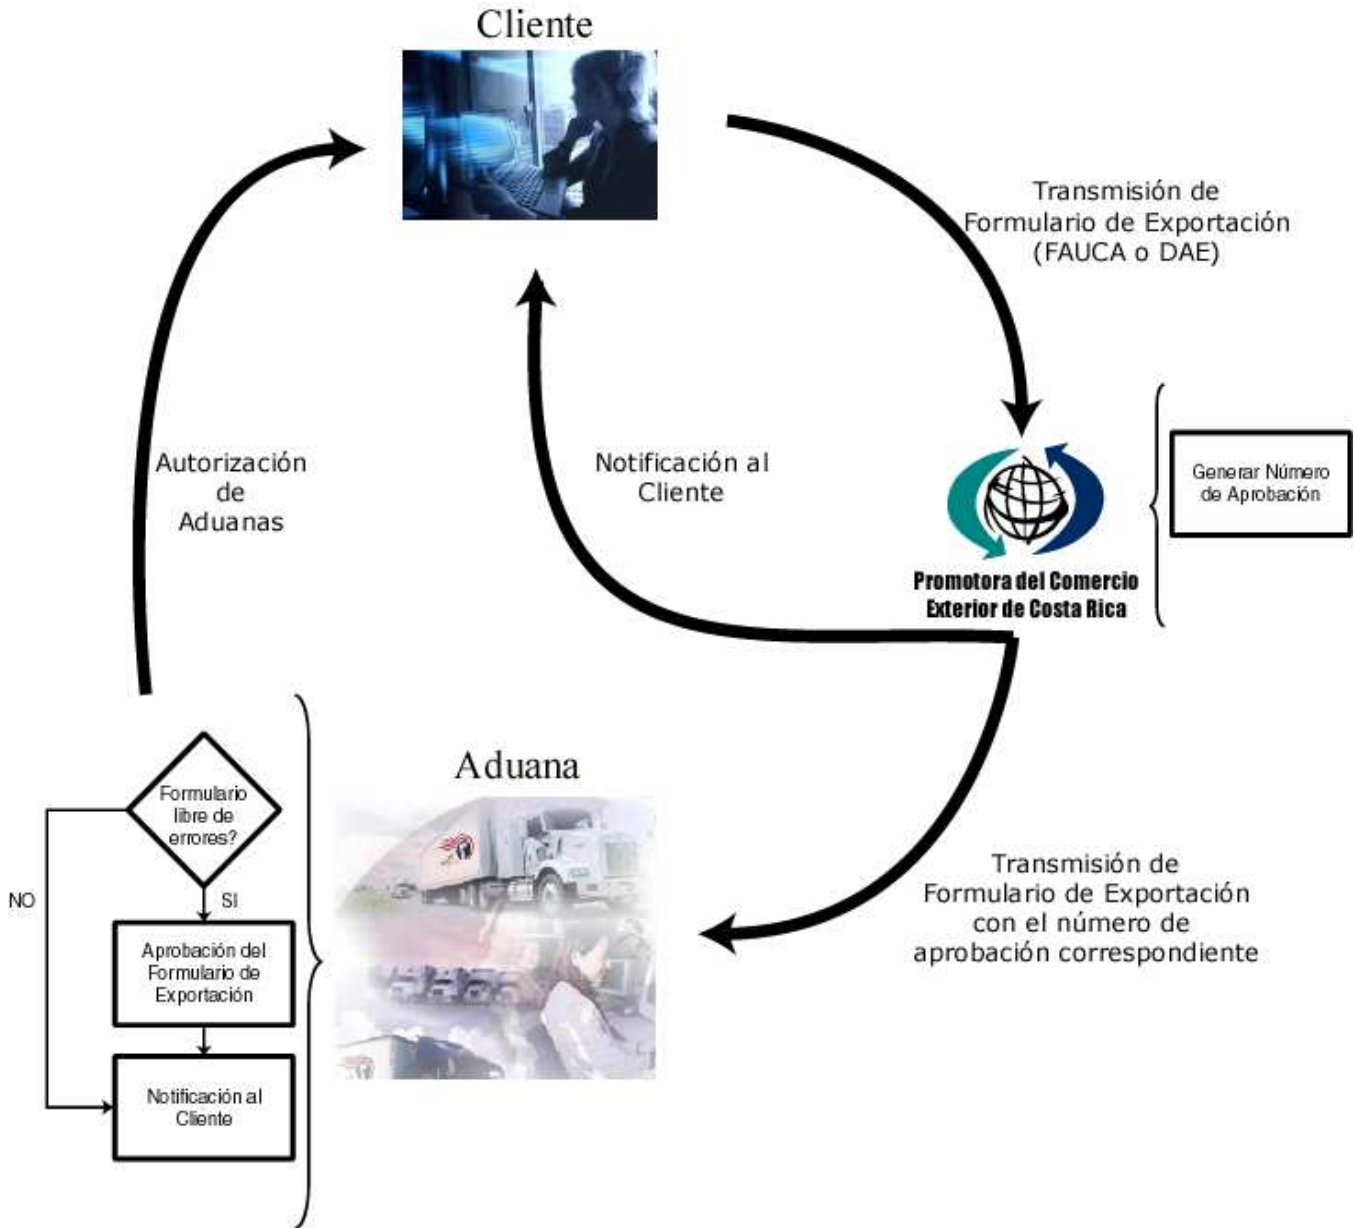 Cliente
Transmisión de
Formulario de Exportación
(FAUCA o DAE)
Autorización
de
Aduanas
Notificación al
Cliente
Generar Número
de Aprobación
Promotora del Comercio
Exterior de Costa Rica
Aduana
Formulario
libre de
errores?
NO
SI
Aprobación del
Formulario de
Exportación
Notificación al
Cliente
Transmisión de
Formulario de Exportación
con el número de
aprobación correspondiente